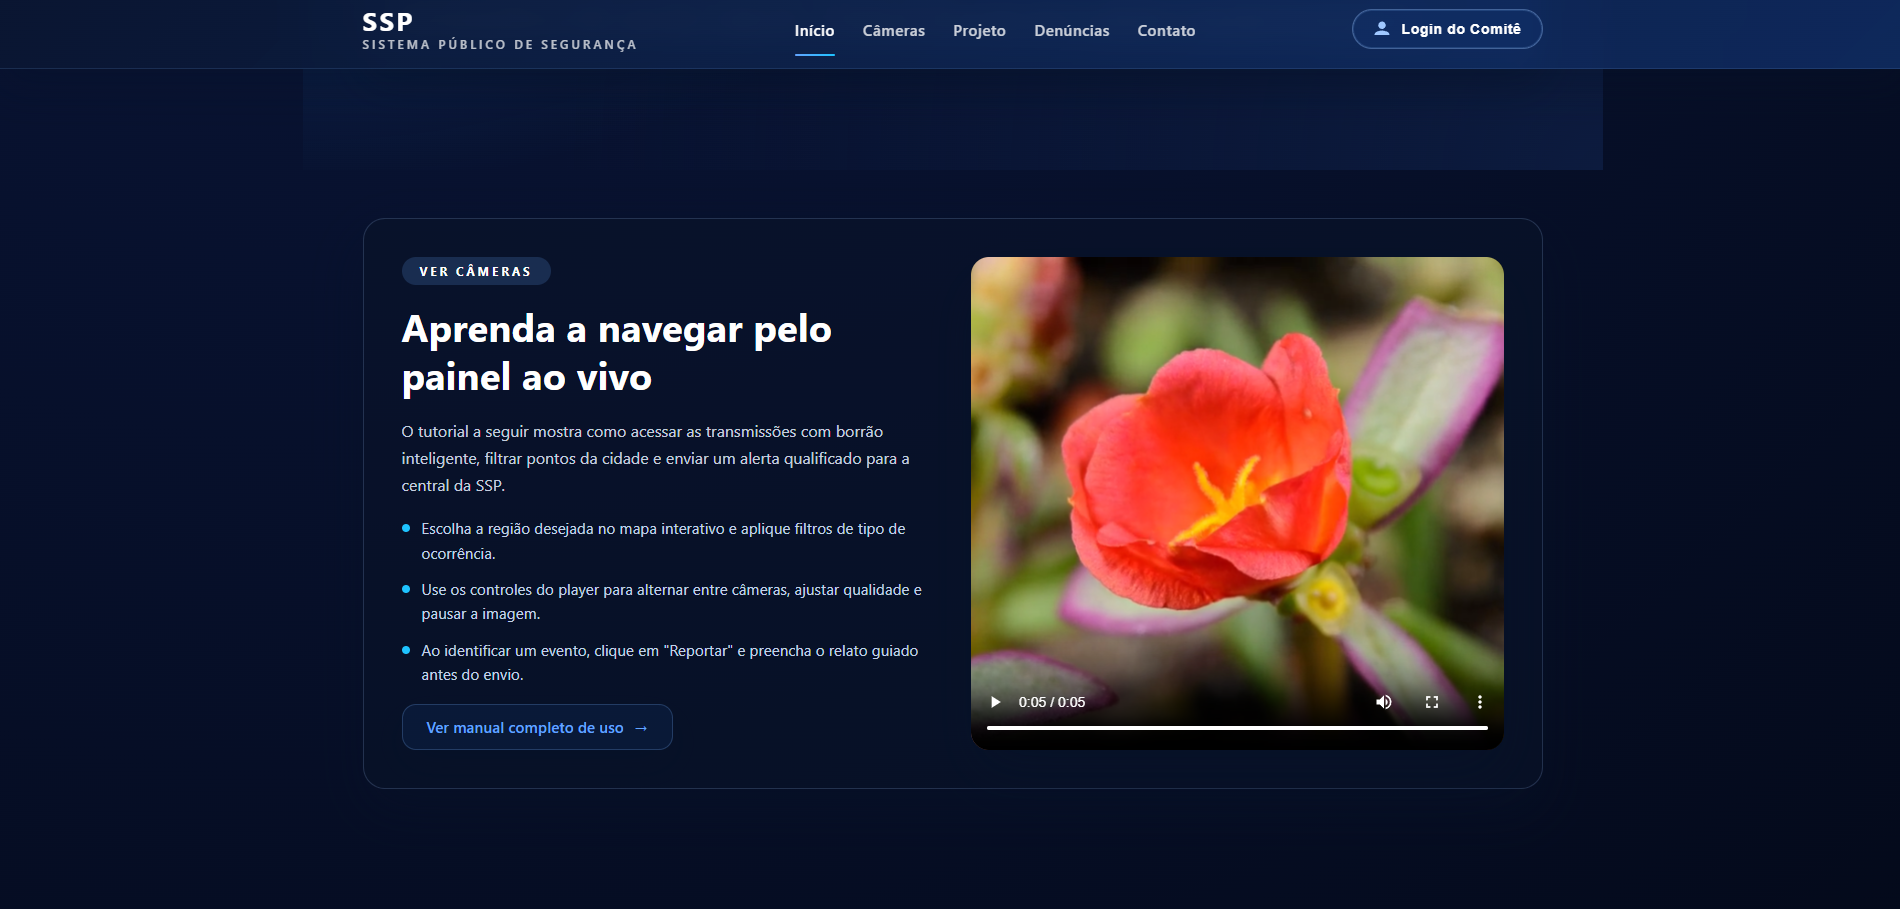 SSP
SISTEMA PÚBLICO DE SEGURANÇA
Início
Câmeras
Projeto
Denúncias
Contato
Login do Comitê
VER CÂMERAS
Aprenda a navegar pelo
painel ao vivo
O tutorial a seguir mostra como acessar as transmissões com borrão
inteligente, filtrar pontos da cidade e enviar um alerta qualificado para a
central da SSP.
Escolha a região desejada no mapa interativo e aplique filtros de tipo de
ocorrência.
Use os controles do player para alternar entre câmeras, ajustar qualidade e
pausar a imagem.
Ao identificar um evento, clique em "Reportar" e preencha o relato guiado
antes do envio.
Ver manual completo de uso →
0:05 / 0:05